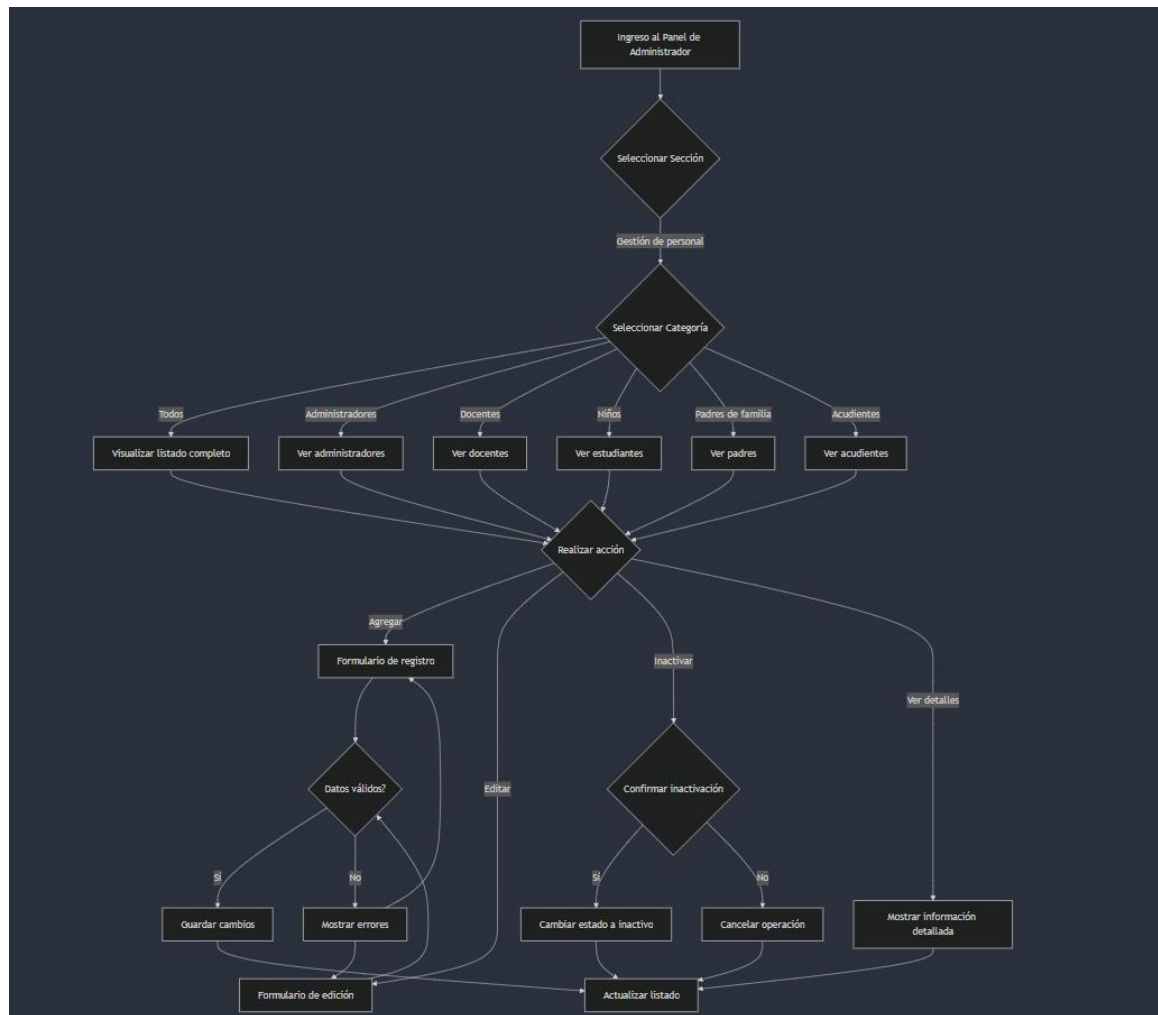 Ingreso al Panel de
Administrador
Seleccionar Sección
Gestión de personal
Seleccionar Categoría
Todos
Administradores
Docentes
Niños
Padres de familia
Acudientes
Visualizar listado completo
Ver administradores
Ver docentes
Ver estudiantes
Ver padres
Ver acudientes
Realizar acción
Agregar
Formulario de registro
Inactivar
Ver detalles
Datos válidos?
Editar
Confirmar inactivación
Sí
No
Sí
No
Guardar cambios
Mostrar errores
Cambiar estado a inactivo
Cancelar operación
Mostrar información
detallada
Formulario de edición
Actualizar listado